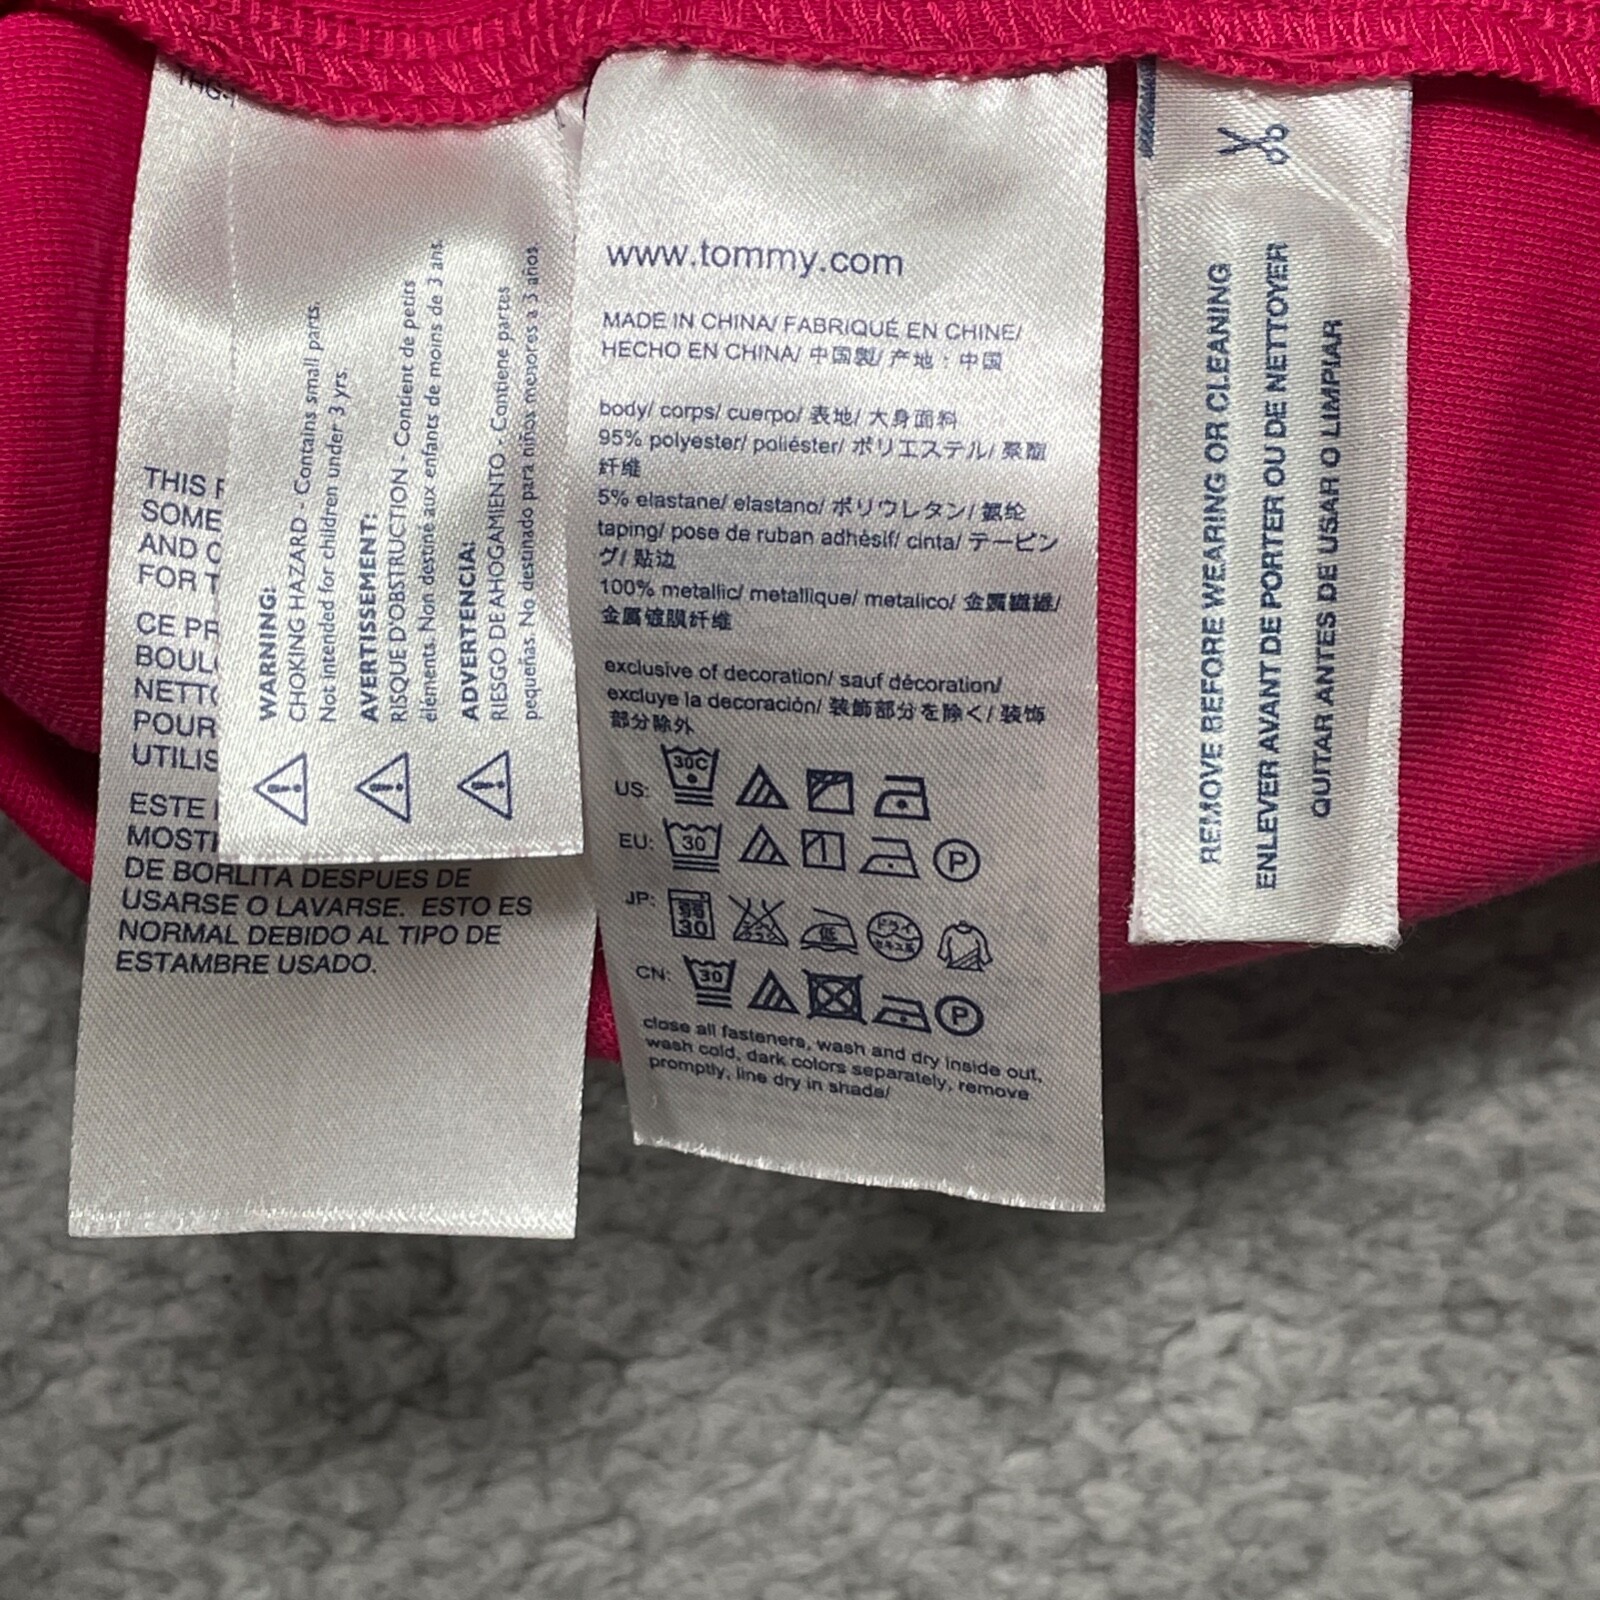 THIS
SOME
AND
FOR
CE
BOUL
NETTO
POUR
UTILIS
ESTE
MOST
DE BORLITA DESPUES DE
USARSE O LAVARSE. ESTO ES
NORMAL DEBIDO AL TIPO DE
ESTAMBRE USADO.
WARNING:
CHOKING HAZARD - Contains small parts.
Not intended for children under 3 yrs.
AVERTISSEMENT:
RISQUE D'OBSTRUCTION - Contient de petits
éléments. Non destiné aux enfants de moins de 3 ans.
ADVERTENCIA:
RIESGO DE AHOGAMIENTO - Contiene partes
pequeñas. No destinado para niños menores a 3 años.
www.tommy.com
MADE IN CHINA/ FABRIQUÉ EN CHINE/
HECHO EN CHINA/ 中国製/ 产地：中国
body/ corps/ cuerpo/ 表地/ 大身面料
95% polyester/ poliéster/ ポリエステル/ 聚酯
纤维
5% elastane/ elastano/ ポリウレタン/ 氨纶
taping/ pose de ruban adhésif/ cinta/ テーピン
グ/ 贴边
100% metallic/ metallique/ metalico/ 金属繊維/
金属镀膜纤维
exclusive of decoration/ sauf décoration/
excluye la decoración/ 装飾部分を除く/ 装饰
部分除外
US: 30C
EU: 30 P
JP: 30 低 ドライ セキユ系
CN: 30 P
close all fasteners, wash and dry inside out,
wash cold, dark colors separately, remove
promptly, line dry in shade/
REMOVE BEFORE WEARING OR CLEANING
ENLEVER AVANT DE PORTER OU DE NETTOYER
QUITAR ANTES DE USAR O LIMPIAR